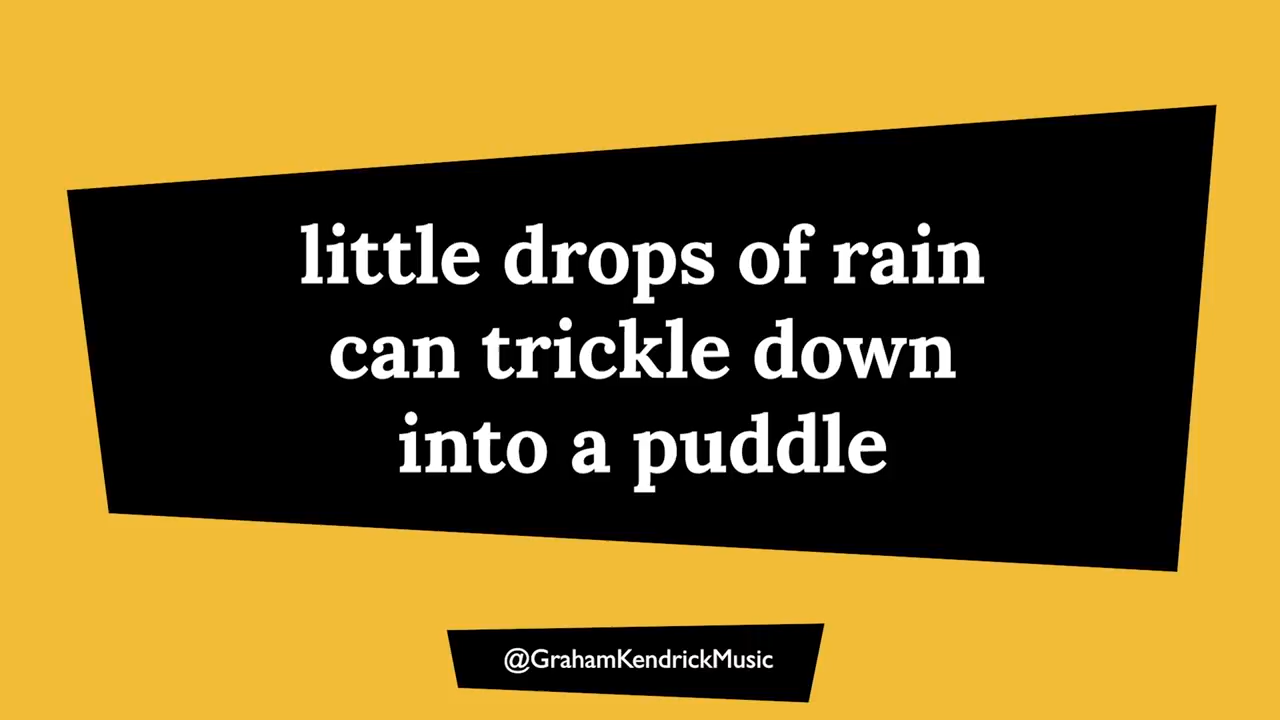 little drops of rain
can trickle down
into a puddle
@GrahamKendrickMusic